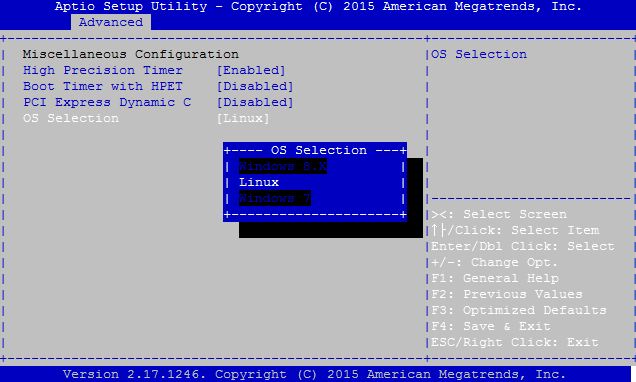 Aptio Setup Utility - Copyright (C) 2015 American Megatrends, Inc.
Advanced
Miscellaneous Configuration
High Precision Timer [Enabled]
Boot Timer with HPET [Disabled]
PCI Express Dynamic C [Disabled]
OS Selection [Linux]
OS Selection
Windows 8.X
Linux
Windows 7
OS Selection
><: Select Screen
↑├/Click: Select Item
Enter/Dbl Click: Select
+/-: Change Opt.
F1: General Help
F2: Previous Values
F3: Optimized Defaults
F4: Save & Exit
ESC/Right Click: Exit
Version 2.17.1246. Copyright (C) 2015 American Megatrends, Inc.